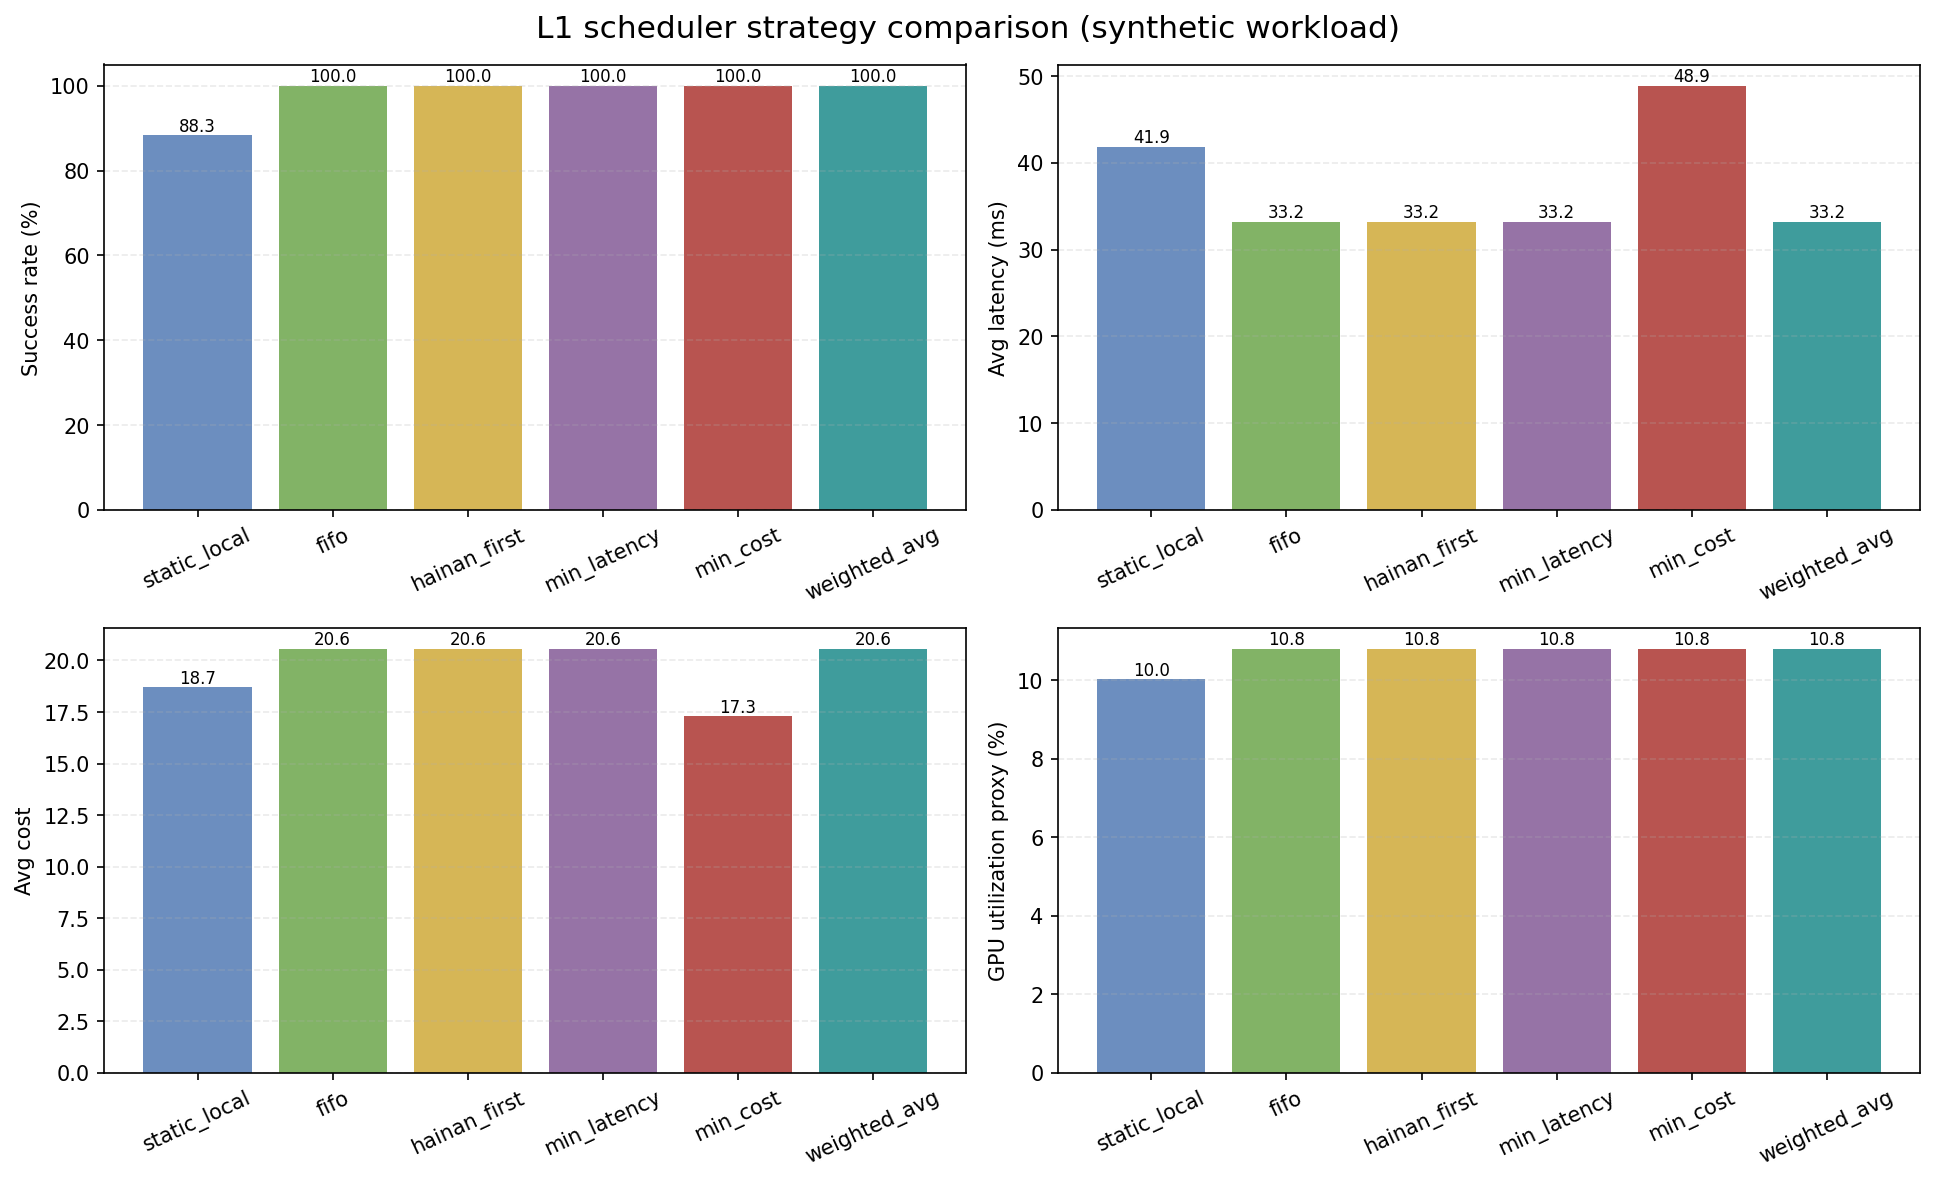 L1 scheduler strategy comparison (synthetic workload)
Success rate (%)
100
80
60
40
20
0
88.3
100.0
100.0
100.0
100.0
100.0
static_local
fifo
hainan_first
min_latency
min_cost
weighted_avg
Avg latency (ms)
50
40
30
20
10
0
41.9
33.2
33.2
33.2
48.9
33.2
static_local
fifo
hainan_first
min_latency
min_cost
weighted_avg
Avg cost
20.0
17.5
15.0
12.5
10.0
7.5
5.0
2.5
0.0
18.7
20.6
20.6
20.6
17.3
20.6
static_local
fifo
hainan_first
min_latency
min_cost
weighted_avg
GPU utilization proxy (%)
10
8
6
4
2
0
10.0
10.8
10.8
10.8
10.8
10.8
static_local
fifo
hainan_first
min_latency
min_cost
weighted_avg